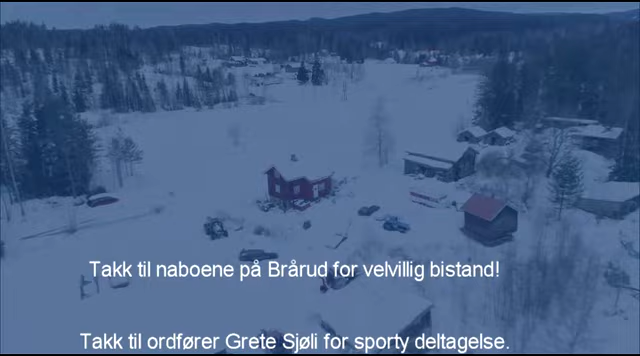 Takk til naboene på Brårud for velvillig bistand!
Takk til ordfører Grete Sjøli for sporty deltagelse.